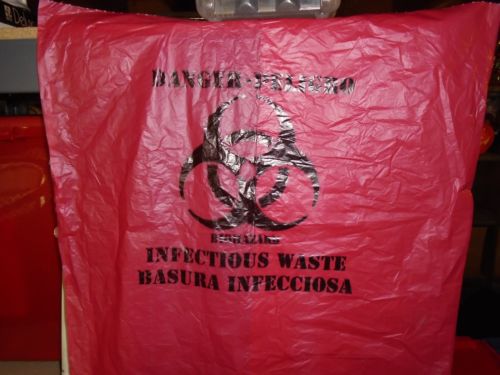 DANGER-PELIGRO
BIOHAZARD
INFECTIOUS WASTE
BASURA INFECCIOSA